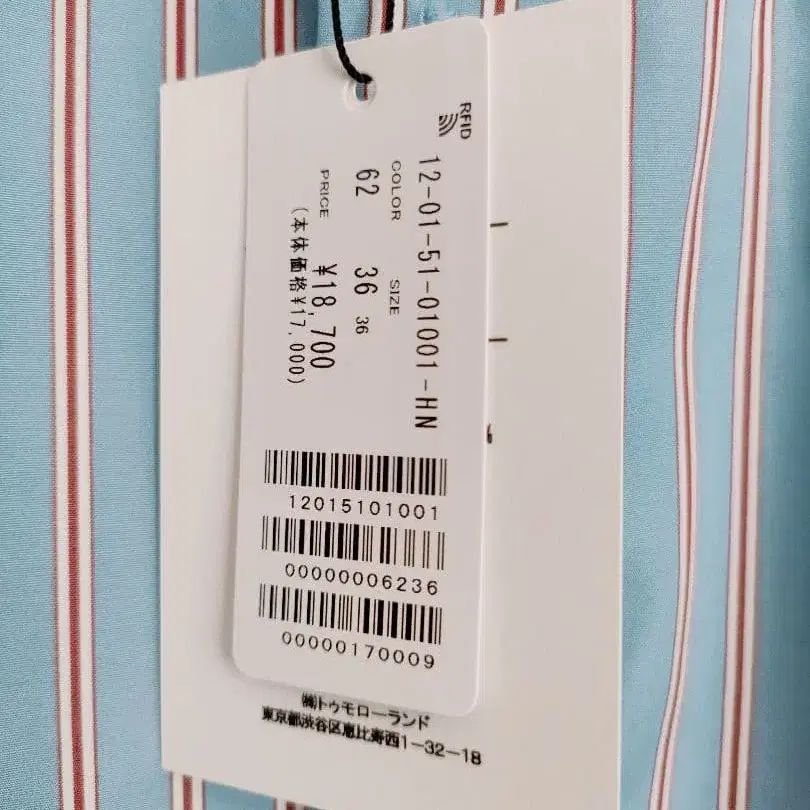 RFID
12-01-51-01001-HN
COLOR SIZE
62 36 36
PRICE ¥18,700
(本体価格¥17,000)
12015101001
00000006236
00000170009
㈱トゥモローランド
東京都渋谷区恵比寿西1-32-18